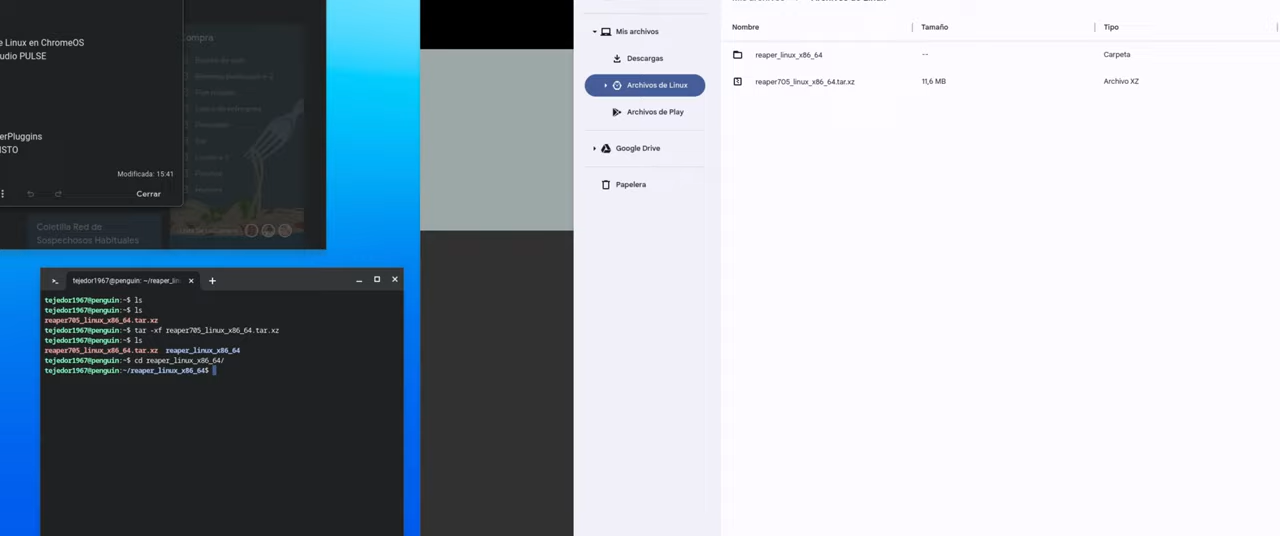 e Linux en ChromeOS
udio PULSE
erPluggins
ISTO
Modificada: 15:41
Cerrar
Compra
Coletilla Red de
Sospechosos Habituales
tejedor1967@penguin: ~/reaper_lin
tejedor1967@penguin:~$ ls
tejedor1967@penguin:~$ ls
reaper705_linux_x86_64.tar.xz
tejedor1967@penguin:~$ tar -xf reaper705_linux_x86_64.tar.xz
tejedor1967@penguin:~$ ls
reaper705_linux_x86_64.tar.xz reaper_linux_x86_64
tejedor1967@penguin:~$ cd reaper_linux_x86_64/
tejedor1967@penguin:~/reaper_linux_x86_64$
Mis archivos
Descargas
Archivos de Linux
Archivos de Play
Google Drive
Papelera
Nombre Tamaño Tipo
reaper_linux_x86_64 -- Carpeta
reaper705_linux_x86_64.tar.xz 11,6 MB Archivo XZ